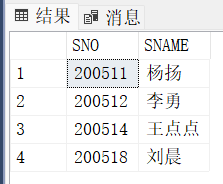 结果 消息
SNO SNAME
1 200511 杨扬
2 200512 李勇
3 200514 王点点
4 200518 刘晨